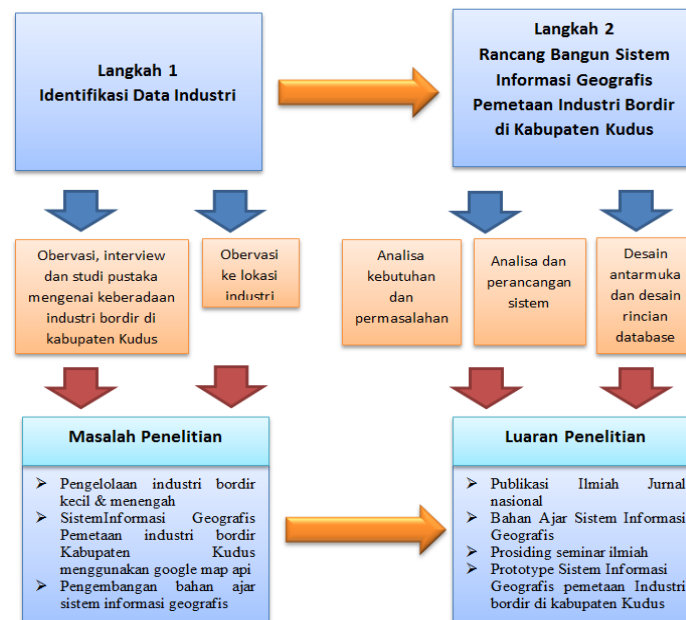 Langkah 1
Identifikasi Data Industri
Langkah 2
Rancang Bangun Sistem
Informasi Geografis
Pemetaan Industri Bordir
di Kabupaten Kudus
Obervasi, interview
dan studi pustaka
mengenai keberadaan
industri bordir di
kabupaten Kudus
Obervasi
ke lokasi
industri
Analisa
kebutuhan
dan
permasalahan
Analisa dan
perancangan
sistem
Desain
antarmuka
dan desain
rincian
database
Masalah Penelitian
➢ Pengelolaan industri bordir
kecil & menengah
➢ SistemInformasi Geografis
Pemetaan industri bordir
Kabupaten Kudus
menggunakan google map api
➢ Pengembangan bahan ajar
sistem informasi geografis
Luaran Penelitian
➢ Publikasi Ilmiah Jurnal
nasional
➢ Bahan Ajar Sistem Informasi
Geografis
➢ Prosiding seminar ilmiah
➢ Prototype Sistem Informasi
Geografis pemetaan Industri
bordir di kabupaten Kudus